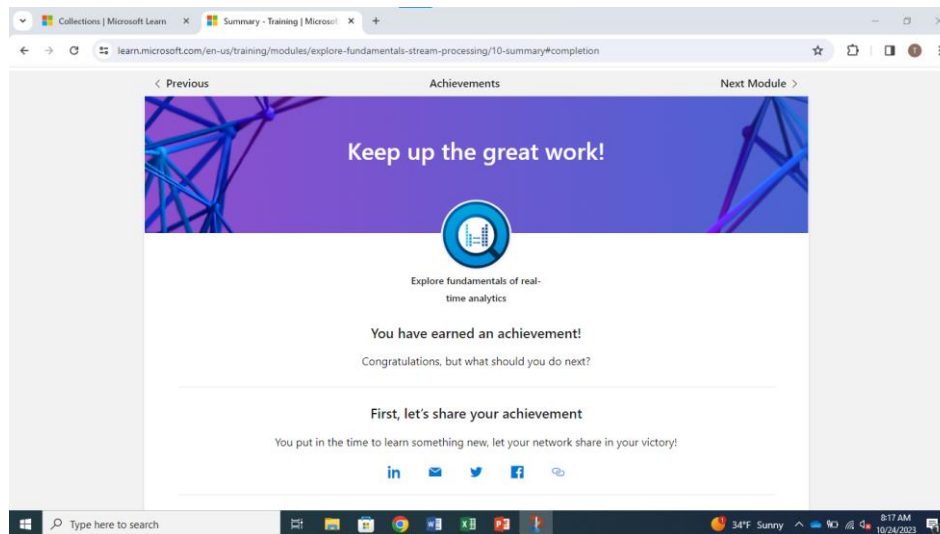 Collections | Microsoft Learn
Summary - Training | Microsof
learn.microsoft.com/en-us/training/modules/explore-fundamentals-stream-processing/10-summary#completion
T
< Previous
Achievements
Next Module >
Keep up the great work!
Explore fundamentals of real-
time analytics
You have earned an achievement!
Congratulations, but what should you do next?
First, let's share your achievement
You put in the time to learn something new, let your network share in your victory!
in
Type here to search
34°F Sunny
8:17 AM
10/24/2023